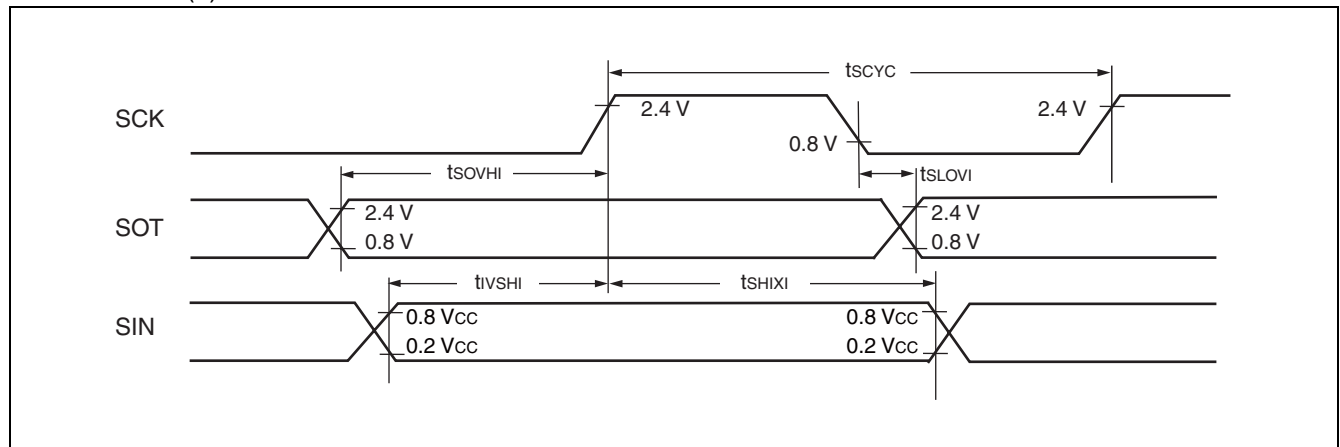 (
)
tSCYC
SCK
2.4 V
2.4 V
0.8 V
tSOVHI
tSLOVI
SOT
2.4 V
2.4 V
0.8 V
0.8 V
tIVSHI
tSHIXI
SIN
0.8 VCC
0.8 VCC
0.2 VCC
0.2 VCC